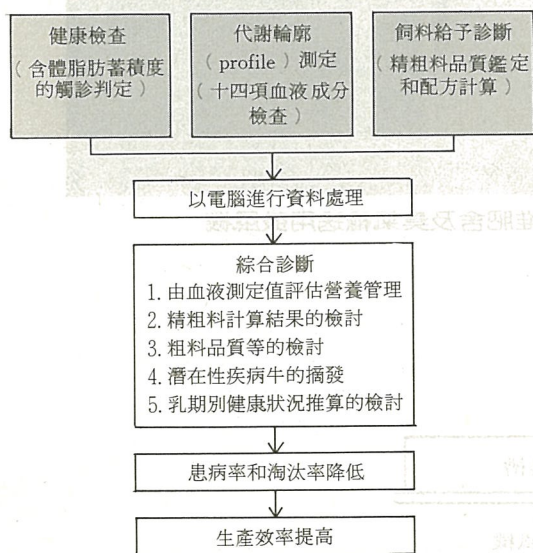 健康檢查
（含體脂肪蓄積度
的觸診判定）
代謝輪廓
（profile）測定
（十四項血液成分
檢查）
飼料給予診斷
（精粗料品質鑑定
和配方計算）
以電腦進行資料處理
綜合診斷
1. 由血液測定值評估營養管理
2. 精粗料計算結果的檢討
3. 粗料品質等的檢討
4. 潛在性疾病牛的摘發
5. 乳期別健康狀況推算的檢討
患病率和淘汰率降低
生產效率提高